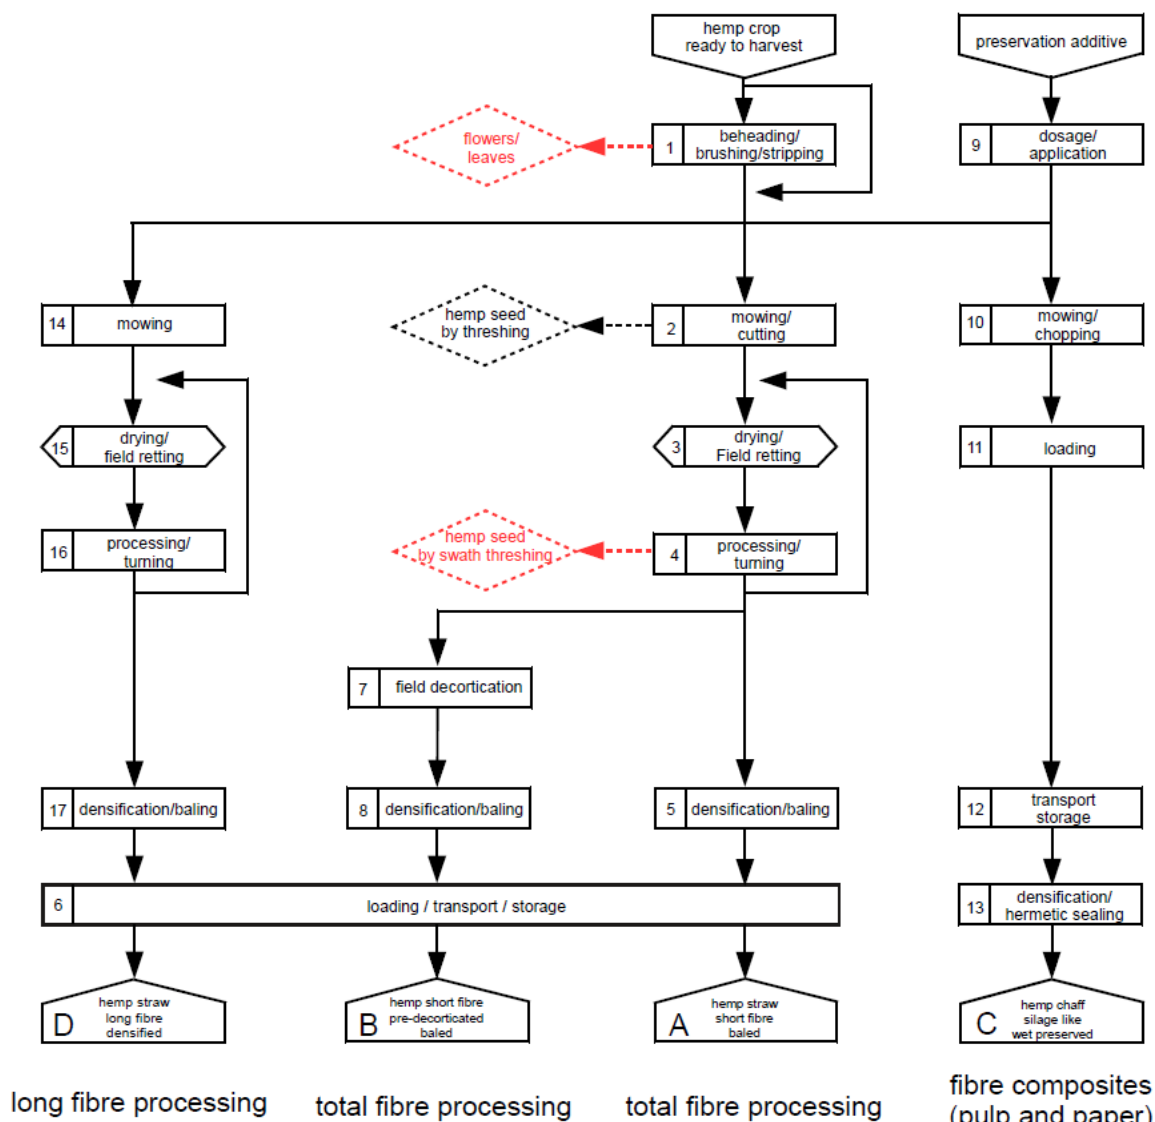 hemp crop
ready to harvest
preservation additive
flowers/
leaves
1
beheading/
brushing/stripping
9
dosage/
application
14
mowing
hemp seed
by threshing
2
mowing/
cutting
10
mowing/
chopping
15
drying/
field retting
3
drying/
Field retting
11
loading
16
processing/
turning
hemp seed
by swath threshing
4
processing/
turning
7
field decortication
17
densification/baling
8
densification/baling
5
densification/baling
12
transport
storage
6
loading / transport / storage
13
densification/
hermetic sealing
D
hemp straw
long fibre
densified
B
hemp short fibre
pre-decorticated
baled
A
hemp straw
short fibre
baled
C
hemp chaff
silage like
wet preserved
long fibre processing
total fibre processing
total fibre processing
fibre composites
(pulp and paper)